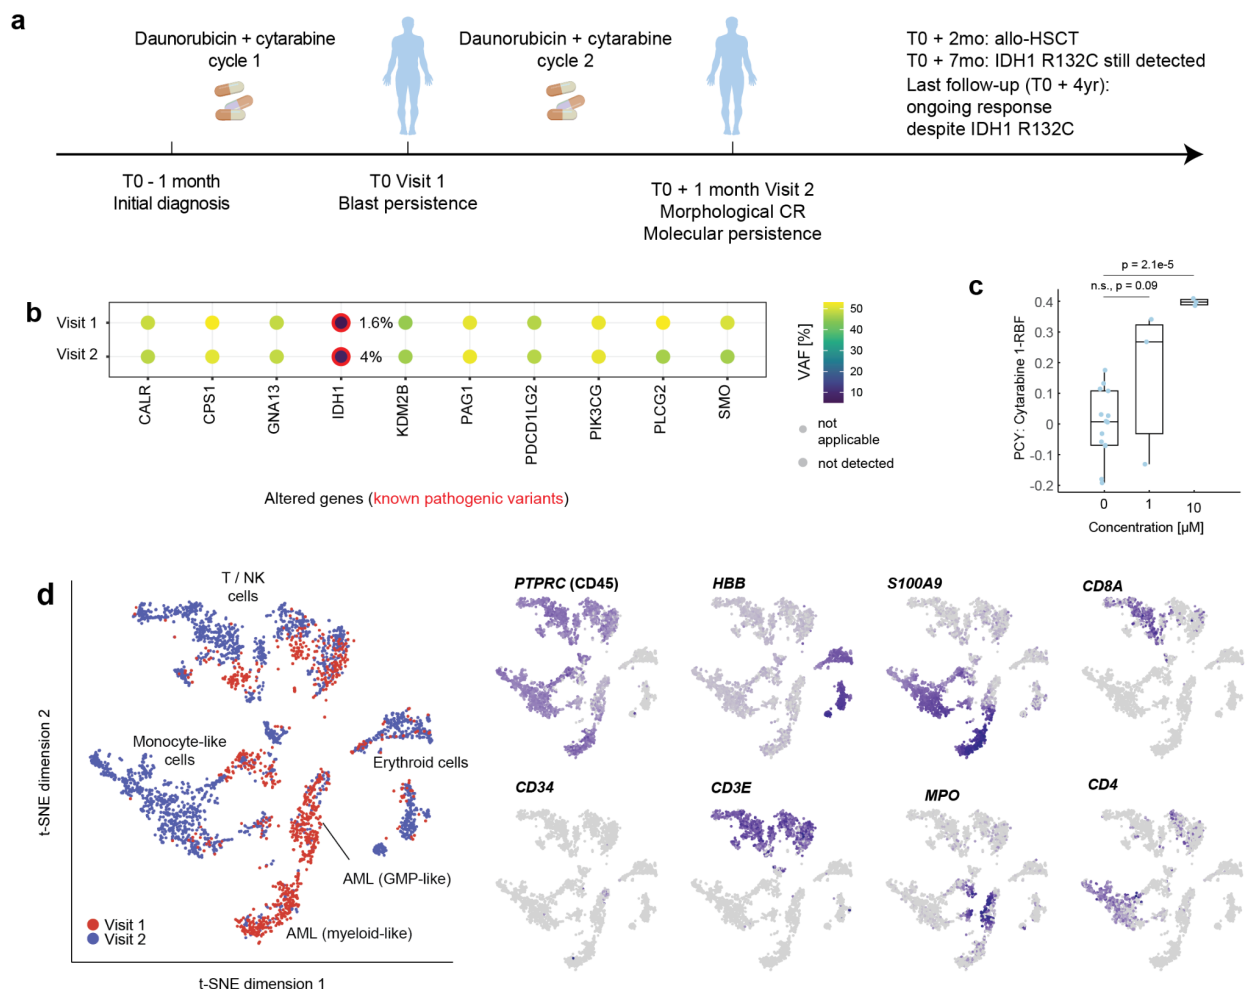 a
Daunorubicin + cytarabine
cycle 1
Daunorubicin + cytarabine
cycle 2
T0 + 2mo: allo-HSCT
T0 + 7mo: IDH1 R132C still detected
Last follow-up (T0 + 4yr):
ongoing response
despite IDH1 R132C
T0 - 1 month
Initial diagnosis
T0 Visit 1
Blast persistence
T0 + 1 month Visit 2
Morphological CR
Molecular persistence
b
Visit 1
Visit 2
1.6%
4%
CALR
CPS1
GNA13
IDH1
KDM2B
PAG1
PDCD1LG2
PIK3CG
PLCG2
SMO
Altered genes (known pathogenic variants)
VAF [%]
50
40
30
20
10
not
applicable
not detected
c
p = 2.1e-5
n.s., p = 0.09
PCY: Cytarabine 1-RBF
0.4
0.3
0.2
0.1
0
-0.1
-0.2
0
1
10
Concentration [µM]
d
T / NK
cells
Monocyte-like
cells
Erythroid cells
AML (GMP-like)
AML (myeloid-like)
Visit 1
Visit 2
t-SNE dimension 2
t-SNE dimension 1
PTPRC (CD45)
HBB
S100A9
CD8A
CD34
CD3E
MPO
CD4